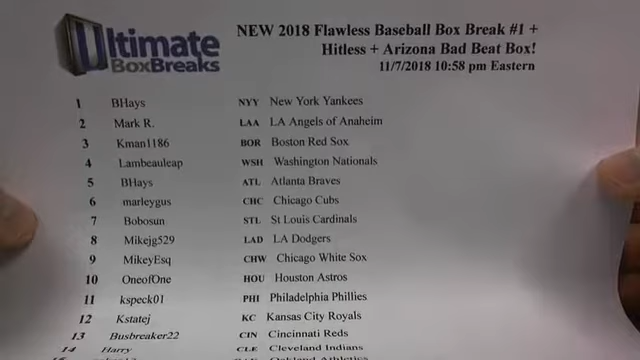 Ultimate
BoxBreaks
NEW 2018 Flawless Baseball Box Break #1 +
Hitless + Arizona Bad Beat Box!
11/7/2018 10:58 pm Eastern
1 BHays NYY New York Yankees
2 Mark R. LAA LA Angels of Anaheim
3 Kman1186 BOR Boston Red Sox
4 Lambeauleap WSH Washington Nationals
5 BHays ATL Atlanta Braves
6 marleygus CHC Chicago Cubs
7 Bobosun STL St Louis Cardinals
8 Mikejg529 LAD LA Dodgers
9 MikeyEsq CHW Chicago White Sox
10 OneofOne HOU Houston Astros
11 kspeck01 PHI Philadelphia Phillies
12 Kstatej KC Kansas City Royals
13 Busbreaker22 CIN Cincinnati Reds
14 Harry CLE Cleveland Indians
15 Oakland Athletics